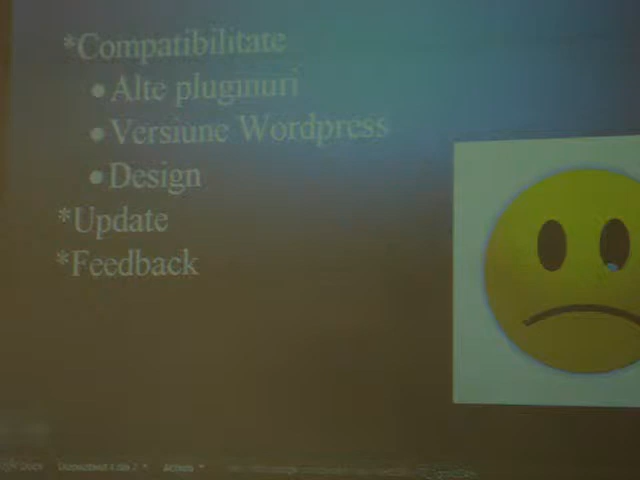 *Compatibilitate
• Alte pluginuri
• Versiune Wordpress
• Design
*Update
*Feedback